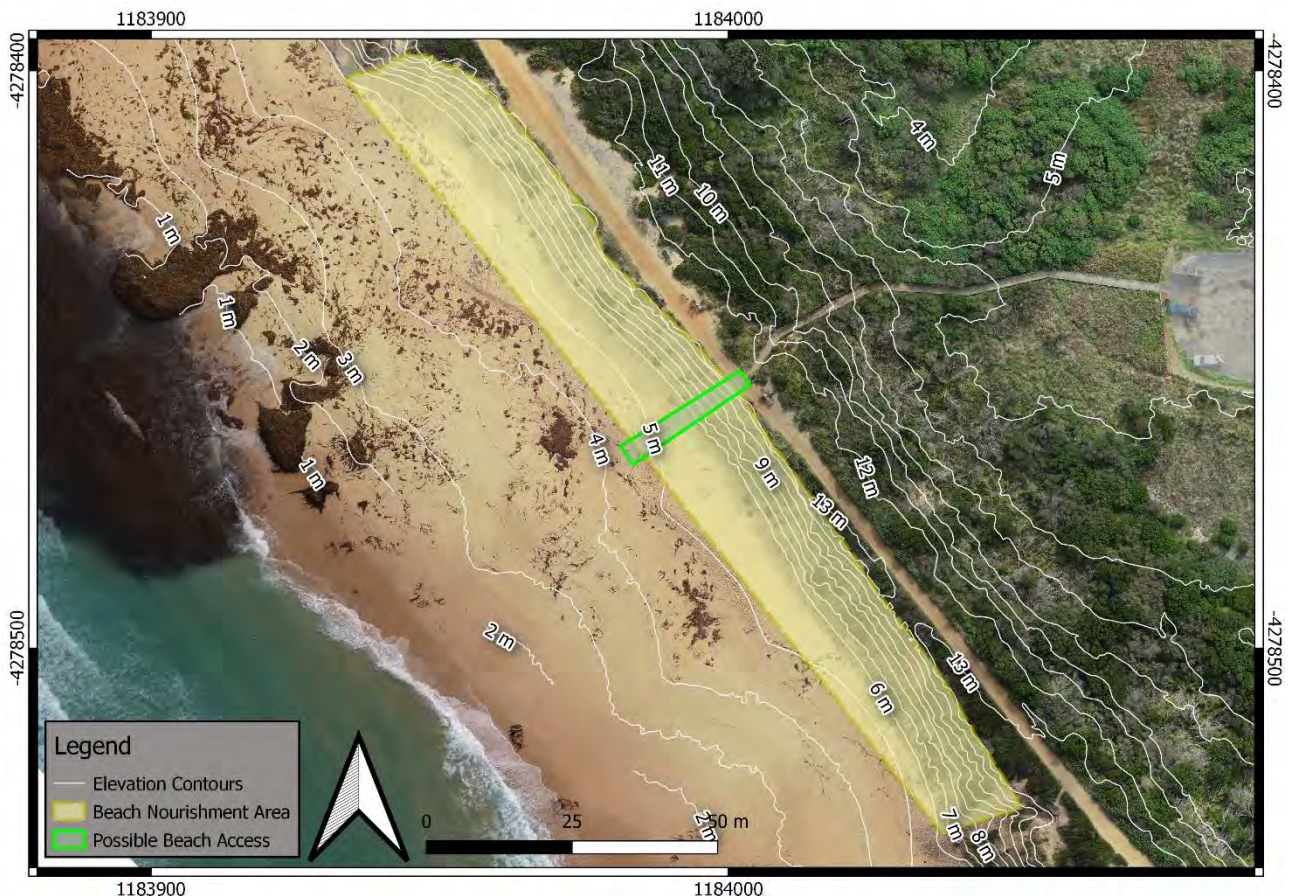 1183900
1184000
-4278400
-4278400
4 m
5 m
11 m
10 m
1 m
1 m
2 m
3 m
5 m
4 m
9 m
12 m
1 m
13 m
2 m
-4278500
-4278500
13 m
6 m
Legend
Elevation Contours
Beach Nourishment Area
Possible Beach Access
0
25
50 m
2 m
7 m
8 m
1183900
1184000